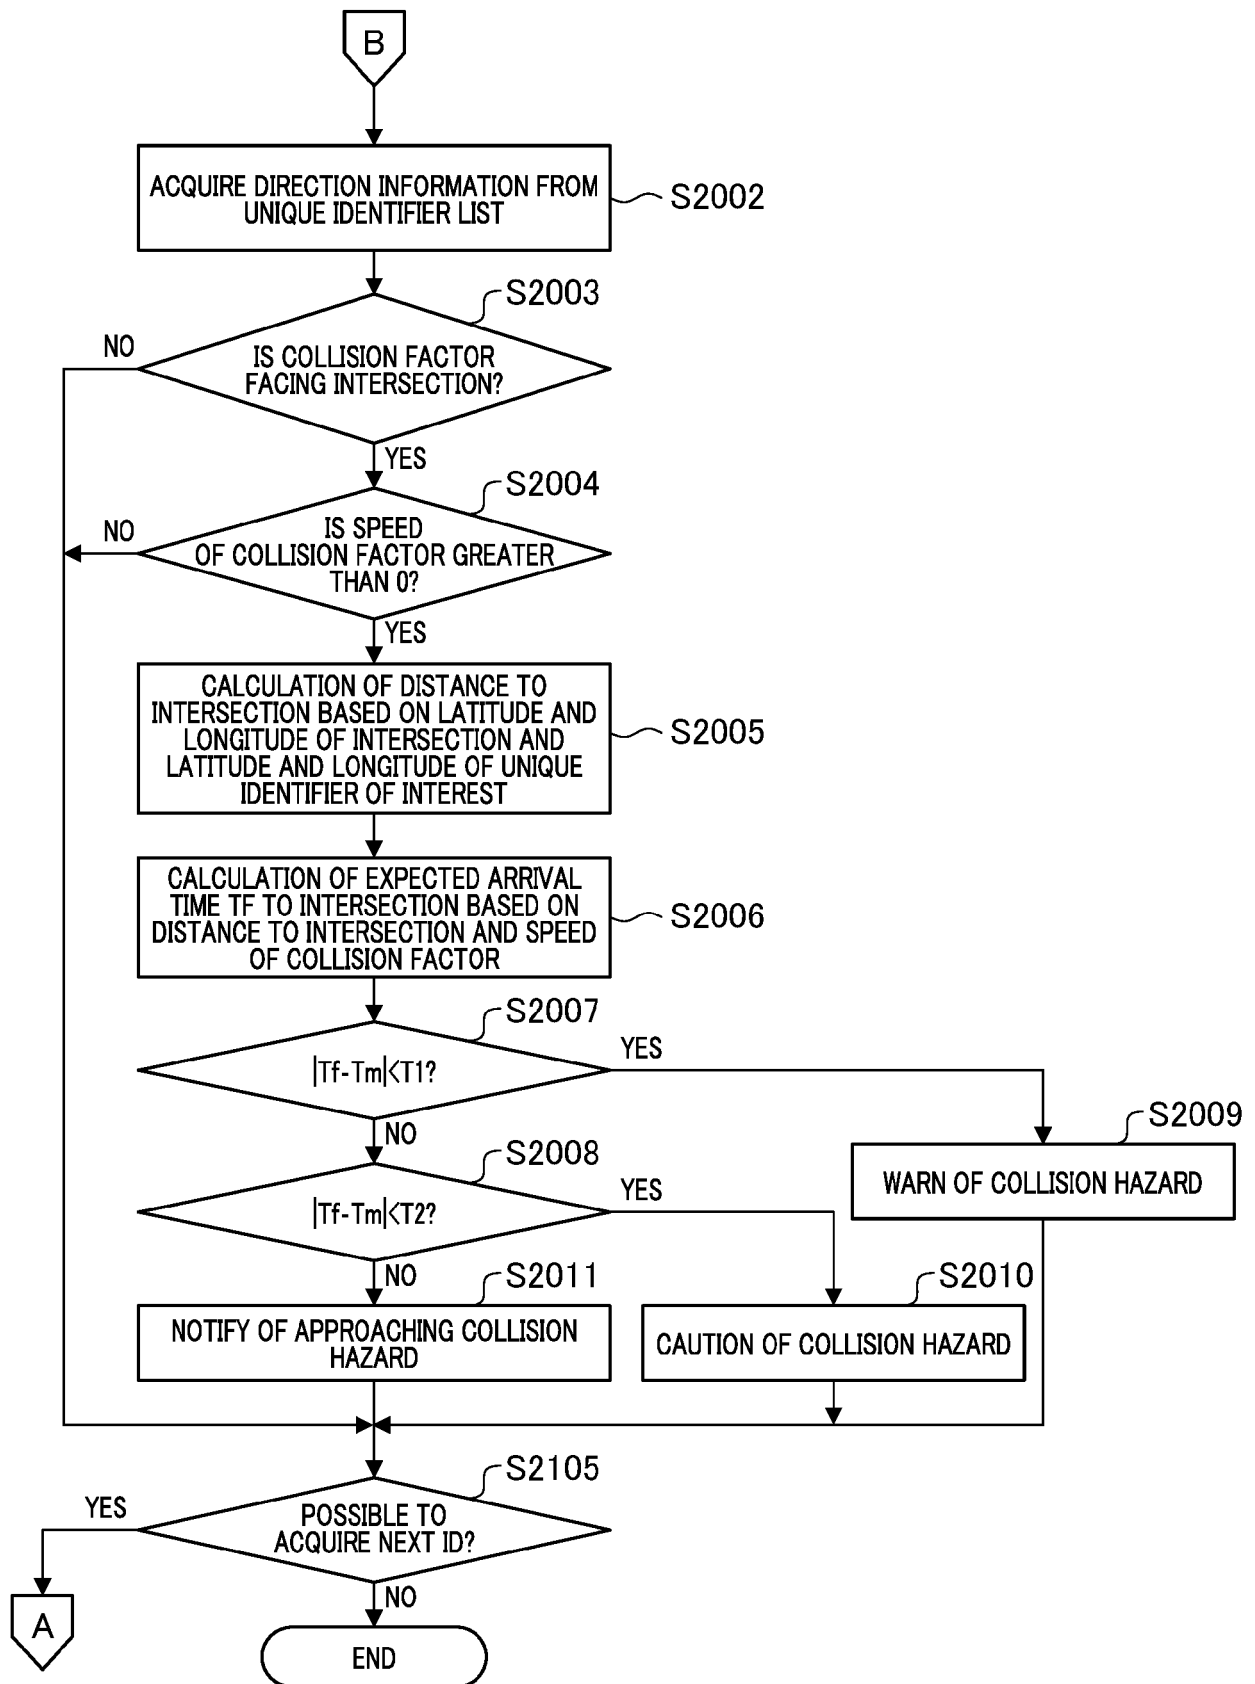 B
ACQUIRE DIRECTION INFORMATION FROM
UNIQUE IDENTIFIER LIST
S2002
S2003
NO
IS COLLISION FACTOR
FACING INTERSECTION?
YES
S2004
NO
IS SPEED
OF COLLISION FACTOR GREATER
THAN 0?
YES
CALCULATION OF DISTANCE TO
INTERSECTION BASED ON LATITUDE AND
LONGITUDE OF INTERSECTION AND
LATITUDE AND LONGITUDE OF UNIQUE
IDENTIFIER OF INTEREST
S2005
CALCULATION OF EXPECTED ARRIVAL
TIME TF TO INTERSECTION BASED ON
DISTANCE TO INTERSECTION AND SPEED
OF COLLISION FACTOR
S2006
S2007
|Tf-Tm|<T1?
YES
NO
S2009
WARN OF COLLISION HAZARD
S2008
|Tf-Tm|<T2?
YES
NO
S2011
NOTIFY OF APPROACHING COLLISION
HAZARD
S2010
CAUTION OF COLLISION HAZARD
S2105
YES
POSSIBLE TO
ACQUIRE NEXT ID?
NO
A
END